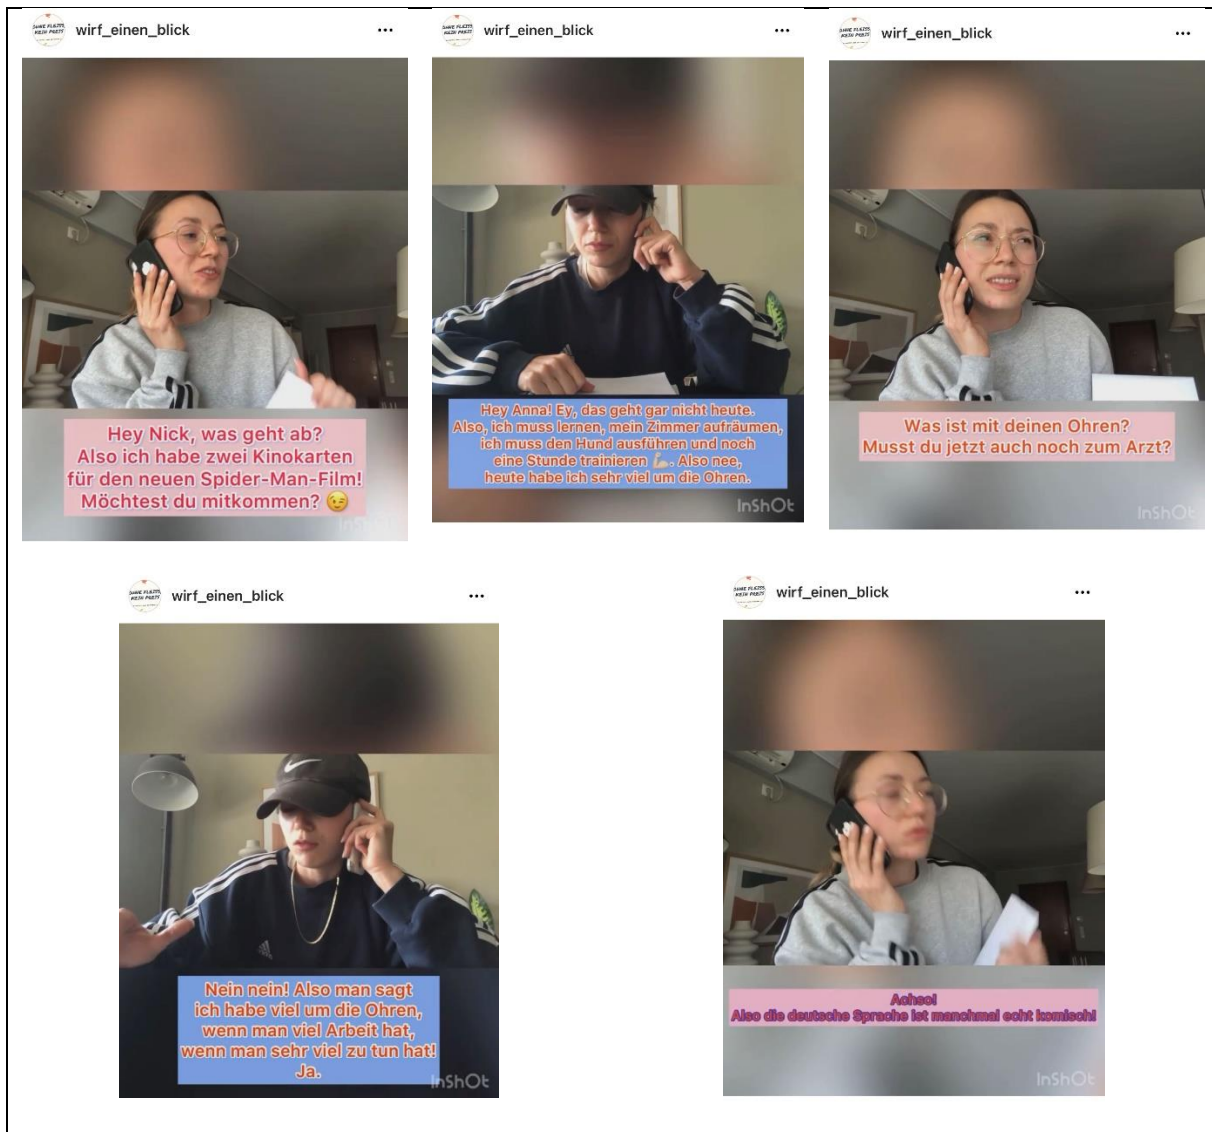 wirf_einen_blick
Hey Nick, was geht ab?
Also ich habe zwei Kinokarten
für den neuen Spider-Man-Film!
Möchtest du mitkommen? 😉
InShOt
wirf_einen_blick
Hey Anna! Ey, das geht gar nicht heute.
Also, ich muss lernen, mein Zimmer aufräumen,
ich muss den Hund ausführen und noch
eine Stunde trainieren 💪🏼. Also nee,
heute habe ich sehr viel um die Ohren.
InShOt
wirf_einen_blick
Was ist mit deinen Ohren?
Musst du jetzt auch noch zum Arzt?
InShOt
wirf_einen_blick
Nein nein! Also man sagt
ich habe viel um die Ohren,
wenn man viel Arbeit hat,
wenn man sehr viel zu tun hat!
Ja.
InShOt
wirf_einen_blick
Achso!
Also die deutsche Sprache ist manchmal echt komisch!
InShOt